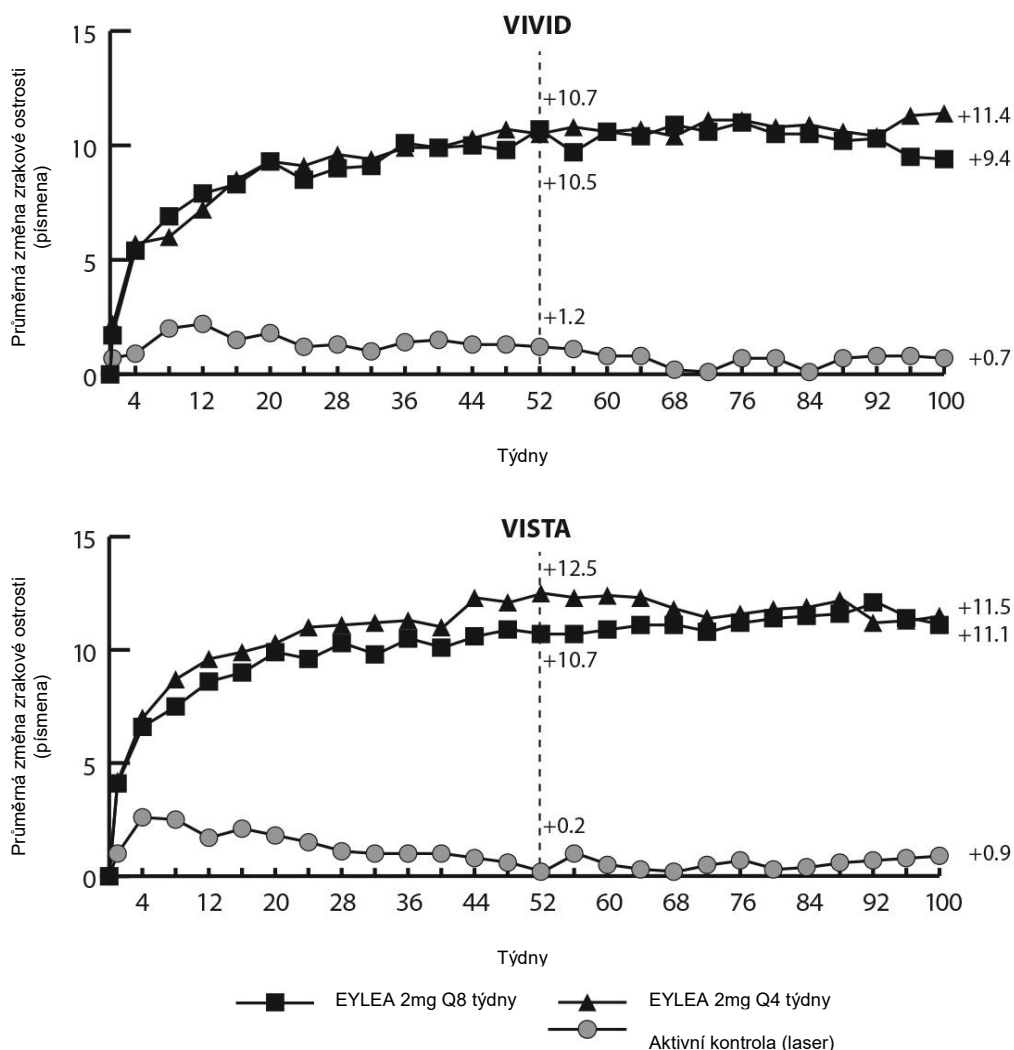 VIVID
15
10
5
0
Průměrná změna zrakové ostrosti
(písmena)
+10.7
+10.5
+1.2
+11.4
+9.4
+0.7
4 12 20 28 36 44 52 60 68 76 84 92 100
Týdny
VISTA
15
10
5
0
Průměrná změna zrakové ostrosti
(písmena)
+12.5
+10.7
+0.2
+11.5
+11.1
+0.9
4 12 20 28 36 44 52 60 68 76 84 92 100
Týdny
EYLEA 2mg Q8 týdny EYLEA 2mg Q4 týdny
Aktivní kontrola (laser)